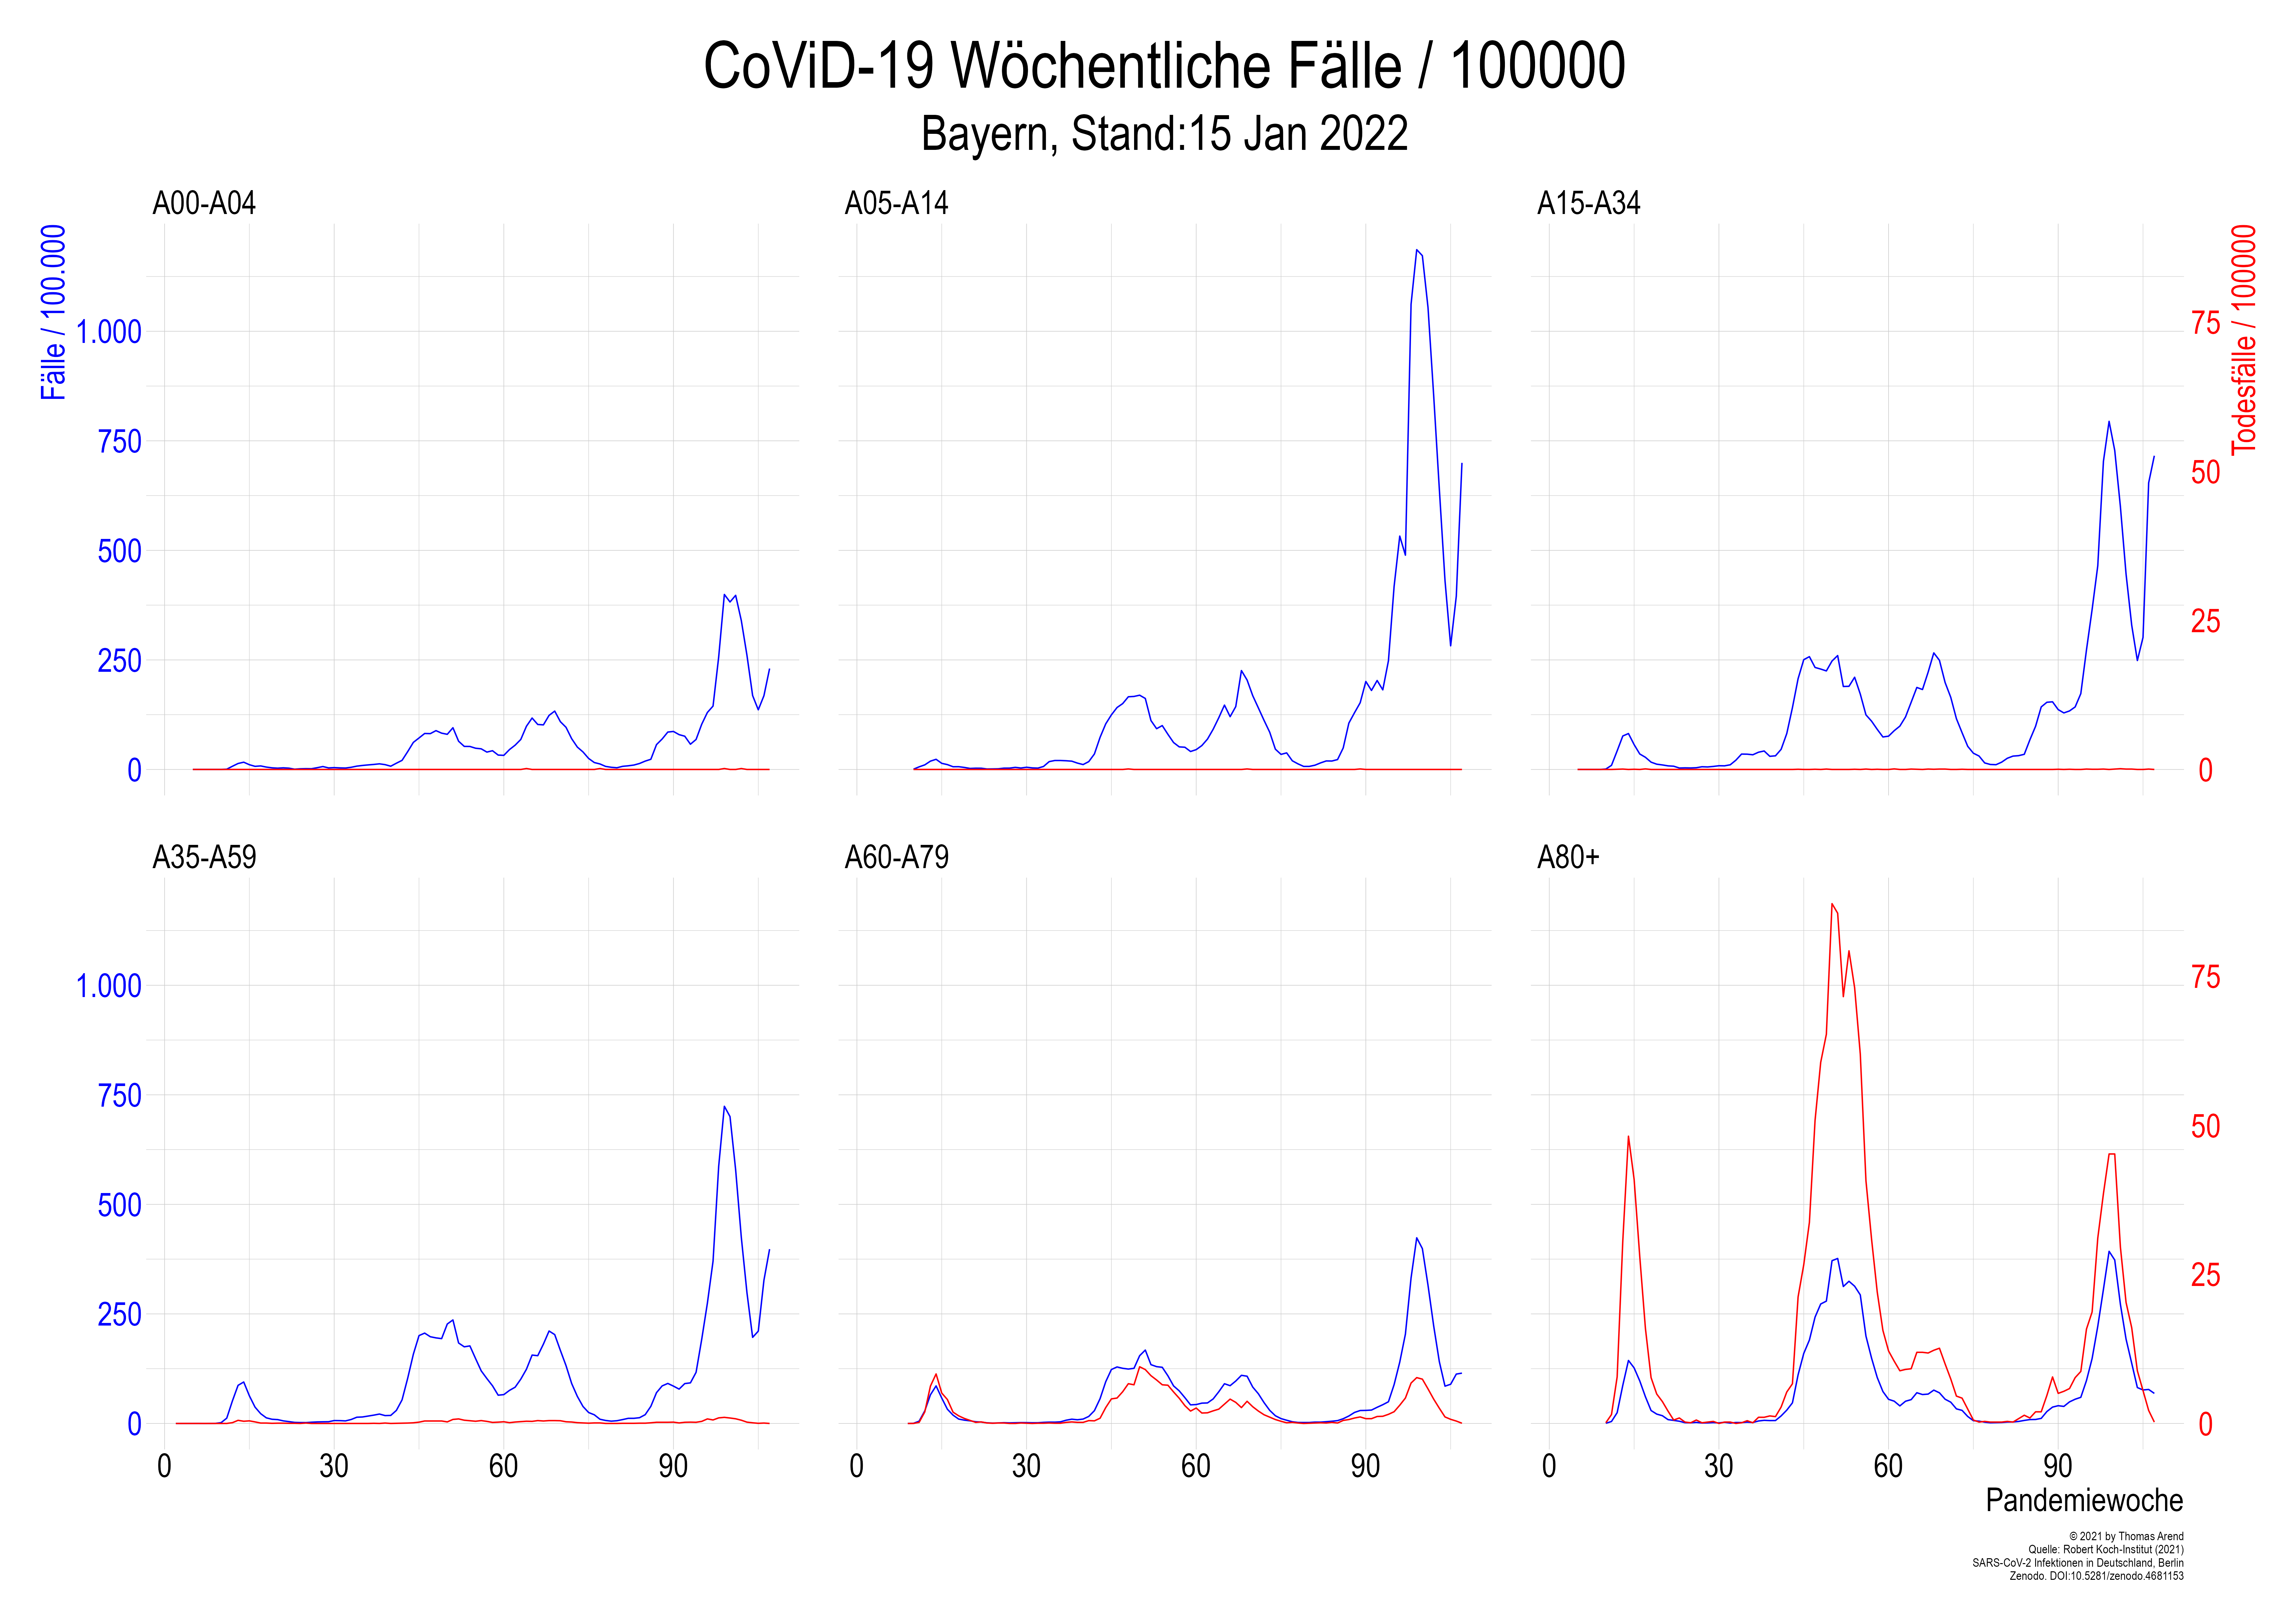 CoViD-19 Wöchentliche Fälle / 100000
Bayern, Stand:15 Jan 2022
A00-A04
A05-A14
A15-A34
Fälle / 100.000
1.000
750
500
250
0
Todesfälle / 100000
75
50
25
0
A35-A59
A60-A79
A80+
1.000
750
500
250
0
75
50
25
0
0 30 60 90
0 30 60 90
0 30 60 90
Pandemiewoche
© 2021 by Thomas Arend
Quelle: Robert Koch-Institut (2021)
SARS-CoV-2 Infektionen in Deutschland, Berlin
Zenodo. DOI:10.5281/zenodo.4681153